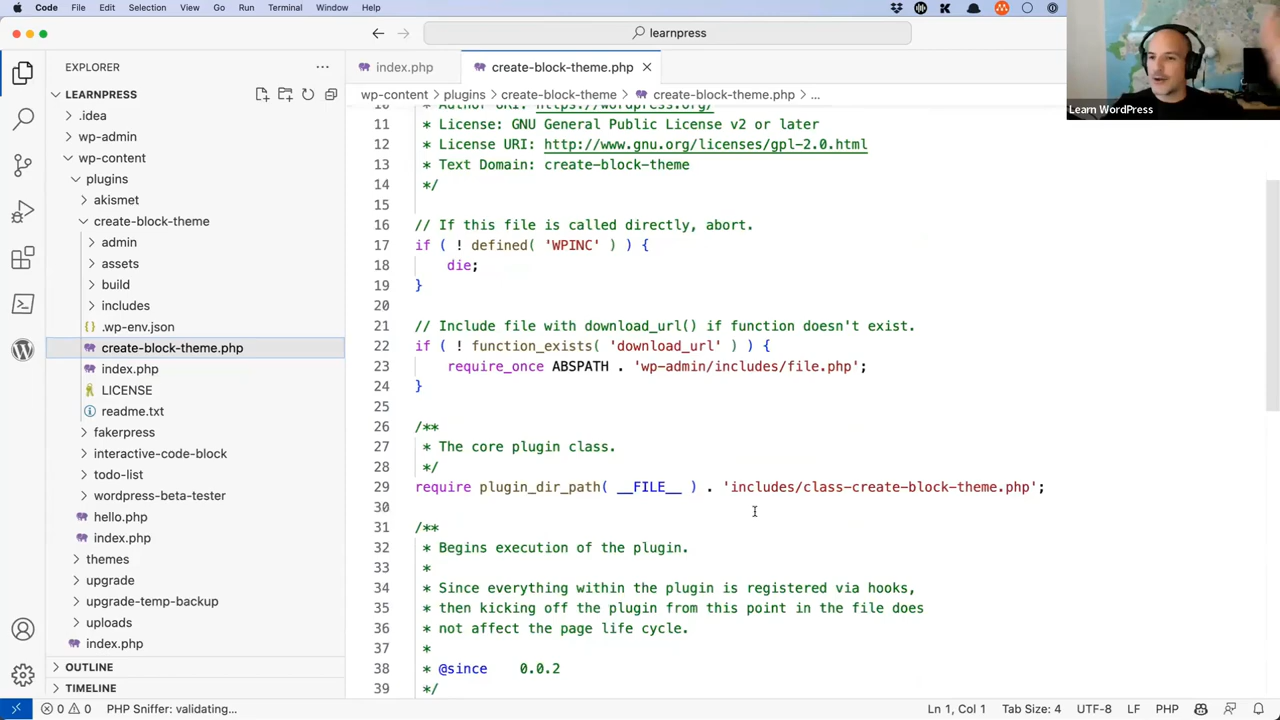 Code File Edit Selection View Go Run Terminal Window Help
learnpress
EXPLORER
index.php
create-block-theme.php
LEARNPRESS
wp-content > plugins > create-block-theme > create-block-theme.php > ...
.idea
wp-admin
wp-content
plugins
akismet
create-block-theme
admin
assets
build
includes
.wp-env.json
create-block-theme.php
index.php
LICENSE
readme.txt
fakerpress
interactive-code-block
todo-list
wordpress-beta-tester
hello.php
index.php
themes
upgrade
upgrade-temp-backup
uploads
index.php
OUTLINE
TIMELINE
10 * Author URI: https://wordpress.org/
11 * License: GNU General Public License v2 or later
12 * License URI: http://www.gnu.org/licenses/gpl-2.0.html
13 * Text Domain: create-block-theme
14 */
15
16 // If this file is called directly, abort.
17 if ( ! defined( 'WPINC' ) ) {
18 die;
19 }
20
21 // Include file with download_url() if function doesn't exist.
22 if ( ! function_exists( 'download_url' ) ) {
23 require_once ABSPATH . 'wp-admin/includes/file.php';
24 }
25
26 /**
27 * The core plugin class.
28 */
29 require plugin_dir_path( __FILE__ ) . 'includes/class-create-block-theme.php';
30
31 /**
32 * Begins execution of the plugin.
33 *
34 * Since everything within the plugin is registered via hooks,
35 * then kicking off the plugin from this point in the file does
36 * not affect the page life cycle.
37 *
38 * @since 0.0.2
39 */
Learn WordPress
0 0 PHP Sniffer: validating...
Ln 1, Col 1 Tab Size: 4 UTF-8 LF PHP